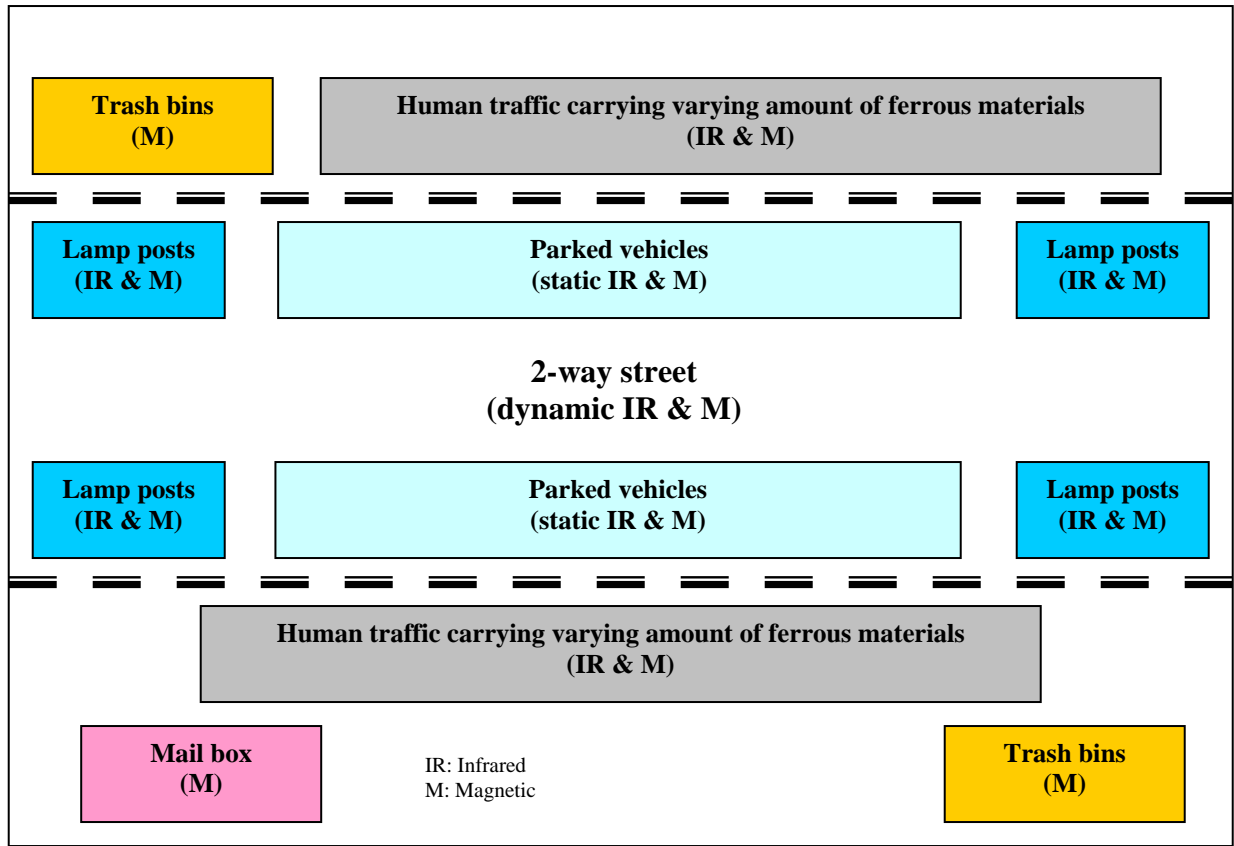 Trash bins
(M)
Human traffic carrying varying amount of ferrous materials
(IR & M)
Lamp posts
(IR & M)
Parked vehicles
(static IR & M)
Lamp posts
(IR & M)
2-way street
(dynamic IR & M)
Lamp posts
(IR & M)
Parked vehicles
(static IR & M)
Lamp posts
(IR & M)
Human traffic carrying varying amount of ferrous materials
(IR & M)
Mail box
(M)
IR: Infrared
M: Magnetic
Trash bins
(M)